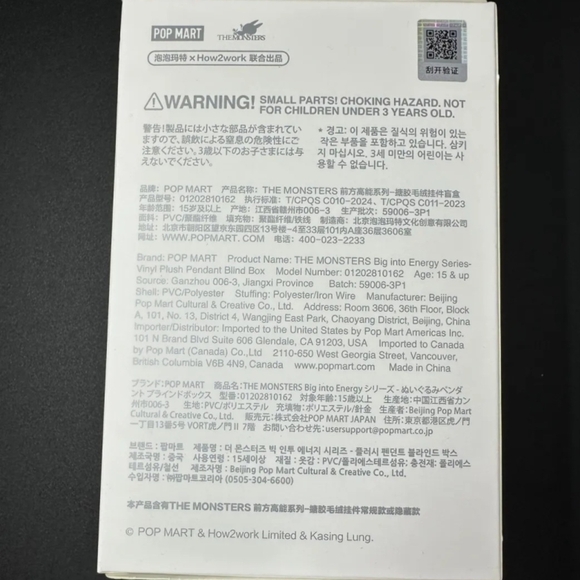 POP MART THE MONSTERS
泡泡玛特 × How2work 联合出品
刮开验证
WARNING! SMALL PARTS! CHOKING HAZARD. NOT
FOR CHILDREN UNDER 3 YEARS OLD.
警告!製品には小さな部品が含まれてい
ますので、誤飲による窒息の危険性にご
注意ください。3歳以下のお子さまには与
えないでください。
* 경고: 이 제품은 질식의 위험이 있는
작은 부품을 포함하고 있습니다. 삼키
지 마십시오. 3세 미만의 어린이는 사
용할 수 없습니다.
品牌: POP MART 产品名称: THE MONSTERS 前方高能系列-搪胶毛绒挂件盲盒
产品型号: 01202810162 执行标准: T/CPQS C010-2024、T/CPQS C011-2023
年龄范围: 15岁及以上 产地: 江西省赣州市006-3 生产批次: 59006-3P1
面料: PVC/聚酯纤维 填充物: 聚酯纤维/铁线 制造商: 北京泡泡玛特文化创意有限公司
地址: 北京市朝阳区望京东园四区13号楼-4至33层101内A座36层3606室
网址: WWW.POPMART.COM 电话: 400-023-2233
Brand: POP MART Product Name: THE MONSTERS Big into Energy Series-
Vinyl Plush Pendant Blind Box Model Number: 01202810162 Age: 15 & up
Source: Ganzhou 006-3, Jiangxi Province Batch: 59006-3P1
Shell: PVC/Polyester Stuffing: Polyester/Iron Wire Manufacturer: Beijing
Pop Mart Cultural & Creative Co., Ltd. Address: Room 3606, 36th Floor, Block
A, 101, No. 13, District 4, Wangjing East Park, Chaoyang District, Beijing, China
Importer/Distributor: Imported to the United States by Pop Mart Americas Inc.
101 N Brand Blvd Suite 606 Glendale, CA 91203, USA Imported to Canada
by Pop Mart (Canada) Co.,Ltd 2110-650 West Georgia Street, Vancouver,
British Columbia V6B 4N9, Canada www.popmart.com
ブランド: POP MART 商品名: THE MONSTERS Big into Energy シリーズ - ぬいぐるみペンダ
ント ブラインドボックス 型番: 01202810162 対象年齢: 15歳以上 生産地: 中国江西省カン
州市006-3 生地: PVC/ポリエステル 充填物: ポリエステル/針金 生産者: Beijing Pop Mart
Cultural & Creative Co., Ltd. 販売元: 株式会社POP MART JAPAN 住所: 東京都港区虎ノ門
一丁目13番5号 VORT虎ノ門II 7階 お問い合わせ先: usersupport@popmart.co.jp
브랜드: 팝마트 제품명: 더 몬스터즈 빅 인투 에너지 시리즈 - 플러시 펜던트 블라인드 박스
제조국명: 중국 사용연령: 15세이상 재 질: 옷감: PVC/폴리에스테르섬유; 충전재: 폴리에스
테르섬유/철선 제조자명: Beijing Pop Mart Cultural & Creative Co., Ltd.
수입자명: ㈜팝마트코리아 (0505-304-6600)
本产品含有THE MONSTERS 前方高能系列-搪胶毛绒挂件常规款或隐藏款
© POP MART & How2work Limited & Kasing Lung.